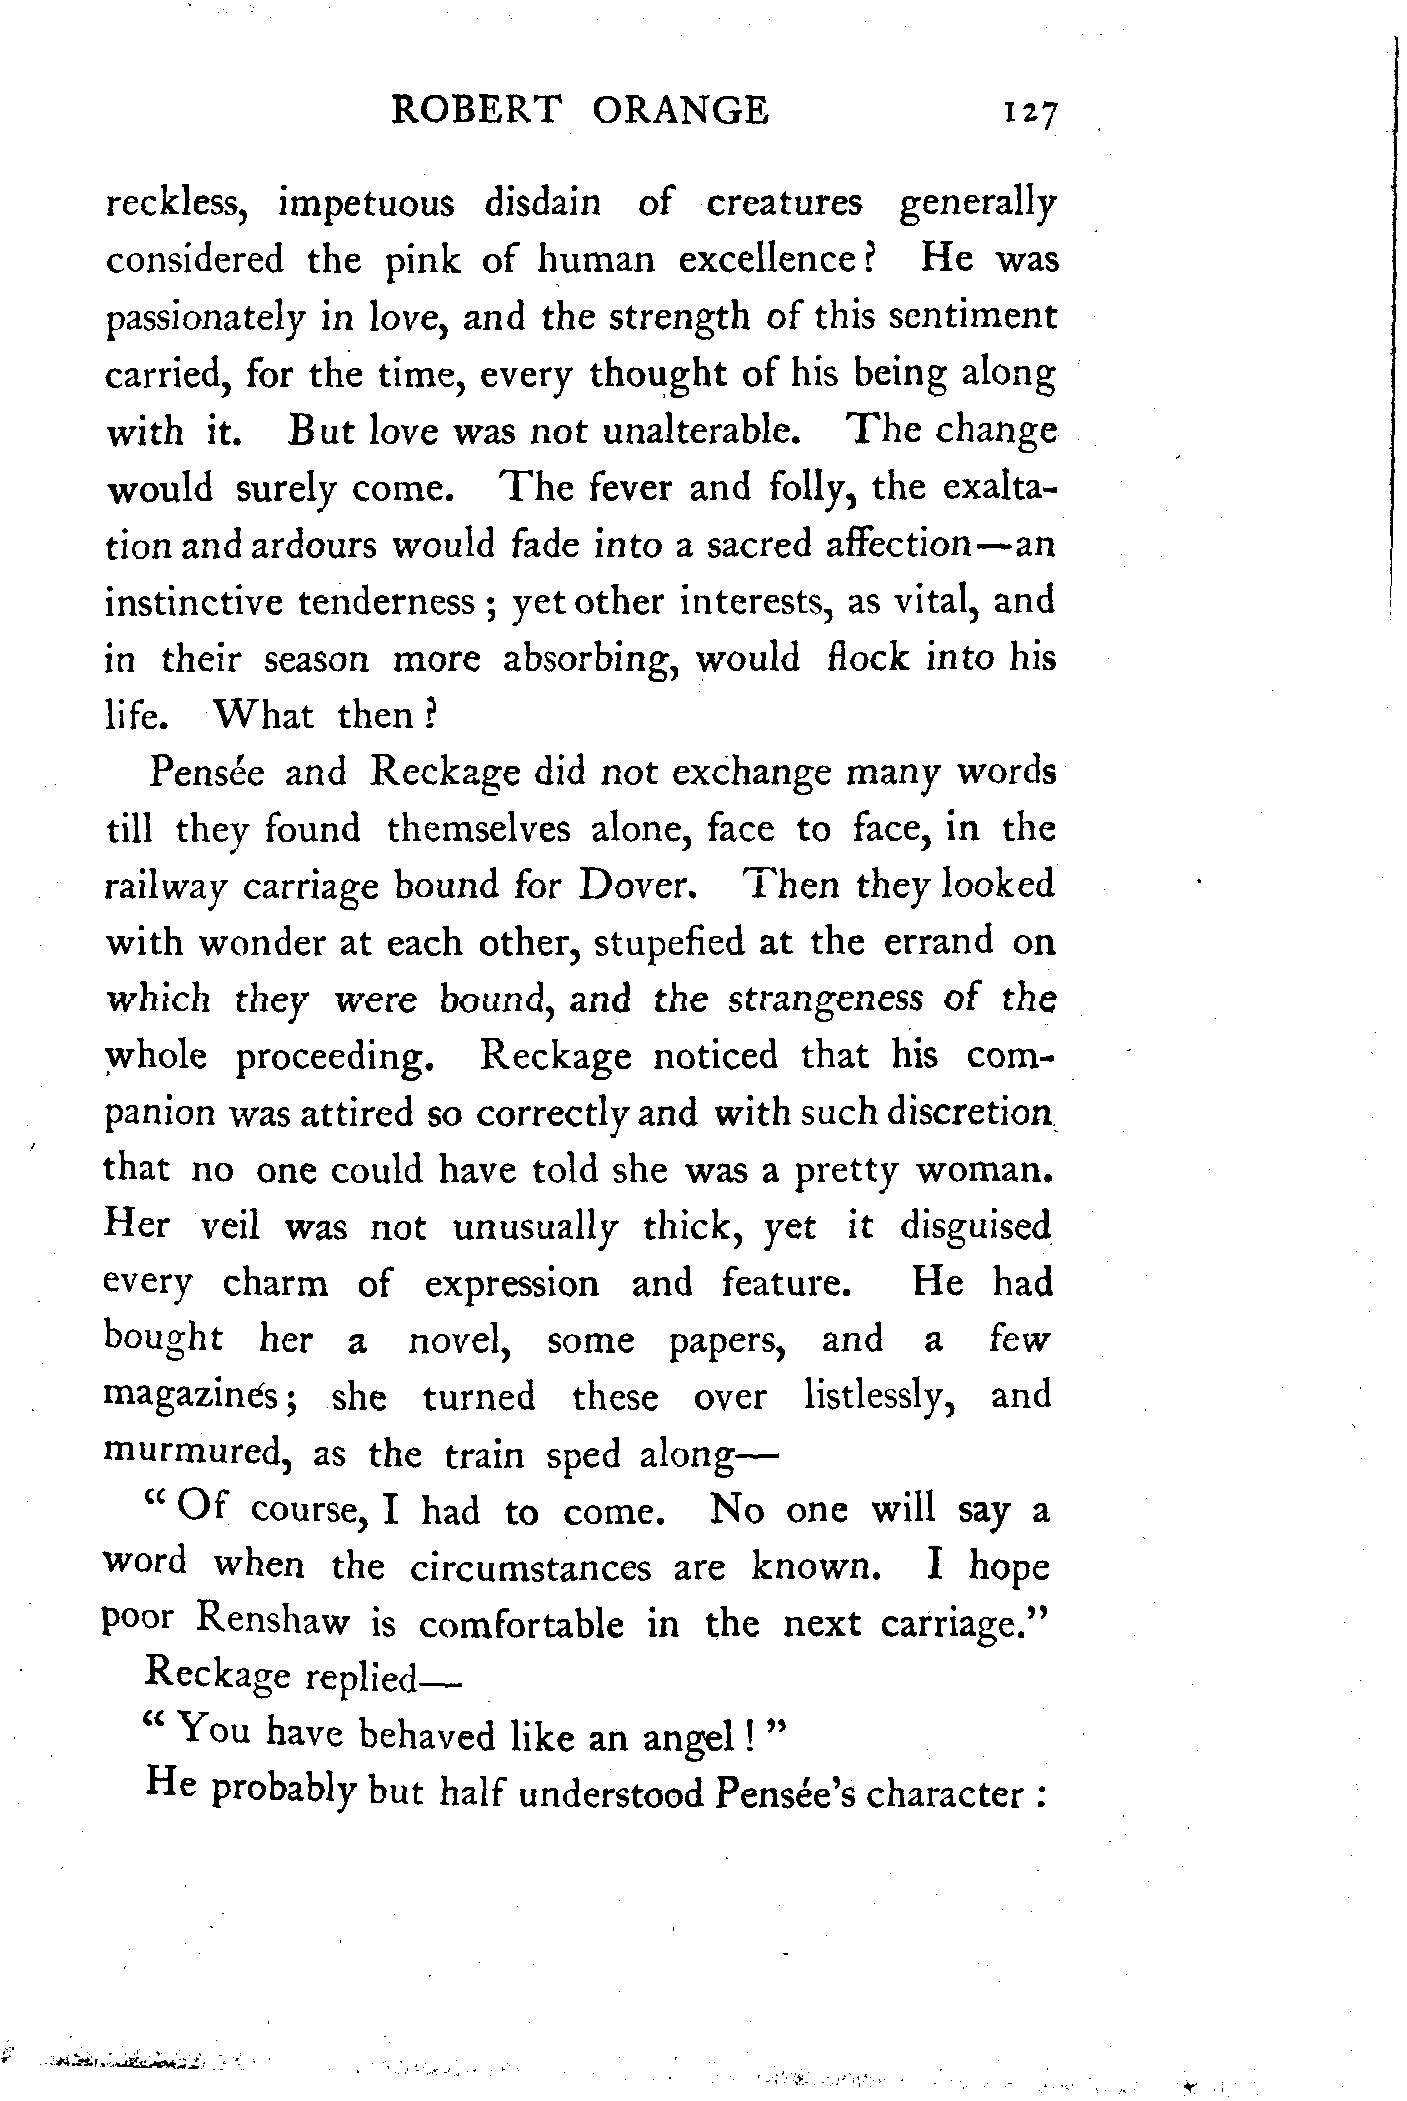 ROBERT ORANGE 127
reckless, impetuous disdain of creatures generally
considered the pink of human excellence? He was
passionately in love, and the strength of this sentiment
carried, for the time, every thought of his being along
with it. But love was not unalterable. The change
would surely come. The fever and folly, the exalta-
tion and ardours would fade into a sacred affection—an
instinctive tenderness; yet other interests, as vital, and
in their season more absorbing, would flock into his
life. What then?
Pensée and Reckage did not exchange many words
till they found themselves alone, face to face, in the
railway carriage bound for Dover. Then they looked
with wonder at each other, stupefied at the errand on
which they were bound, and the strangeness of the
whole proceeding. Reckage noticed that his com-
panion was attired so correctly and with such discretion
that no one could have told she was a pretty woman.
Her veil was not unusually thick, yet it disguised
every charm of expression and feature. He had
bought her a novel, some papers, and a few
magazines; she turned these over listlessly, and
murmured, as the train sped along—
"Of course, I had to come. No one will say a
word when the circumstances are known. I hope
poor Renshaw is comfortable in the next carriage."
Reckage replied—
"You have behaved like an angel!"
He probably but half understood Pensée's character: